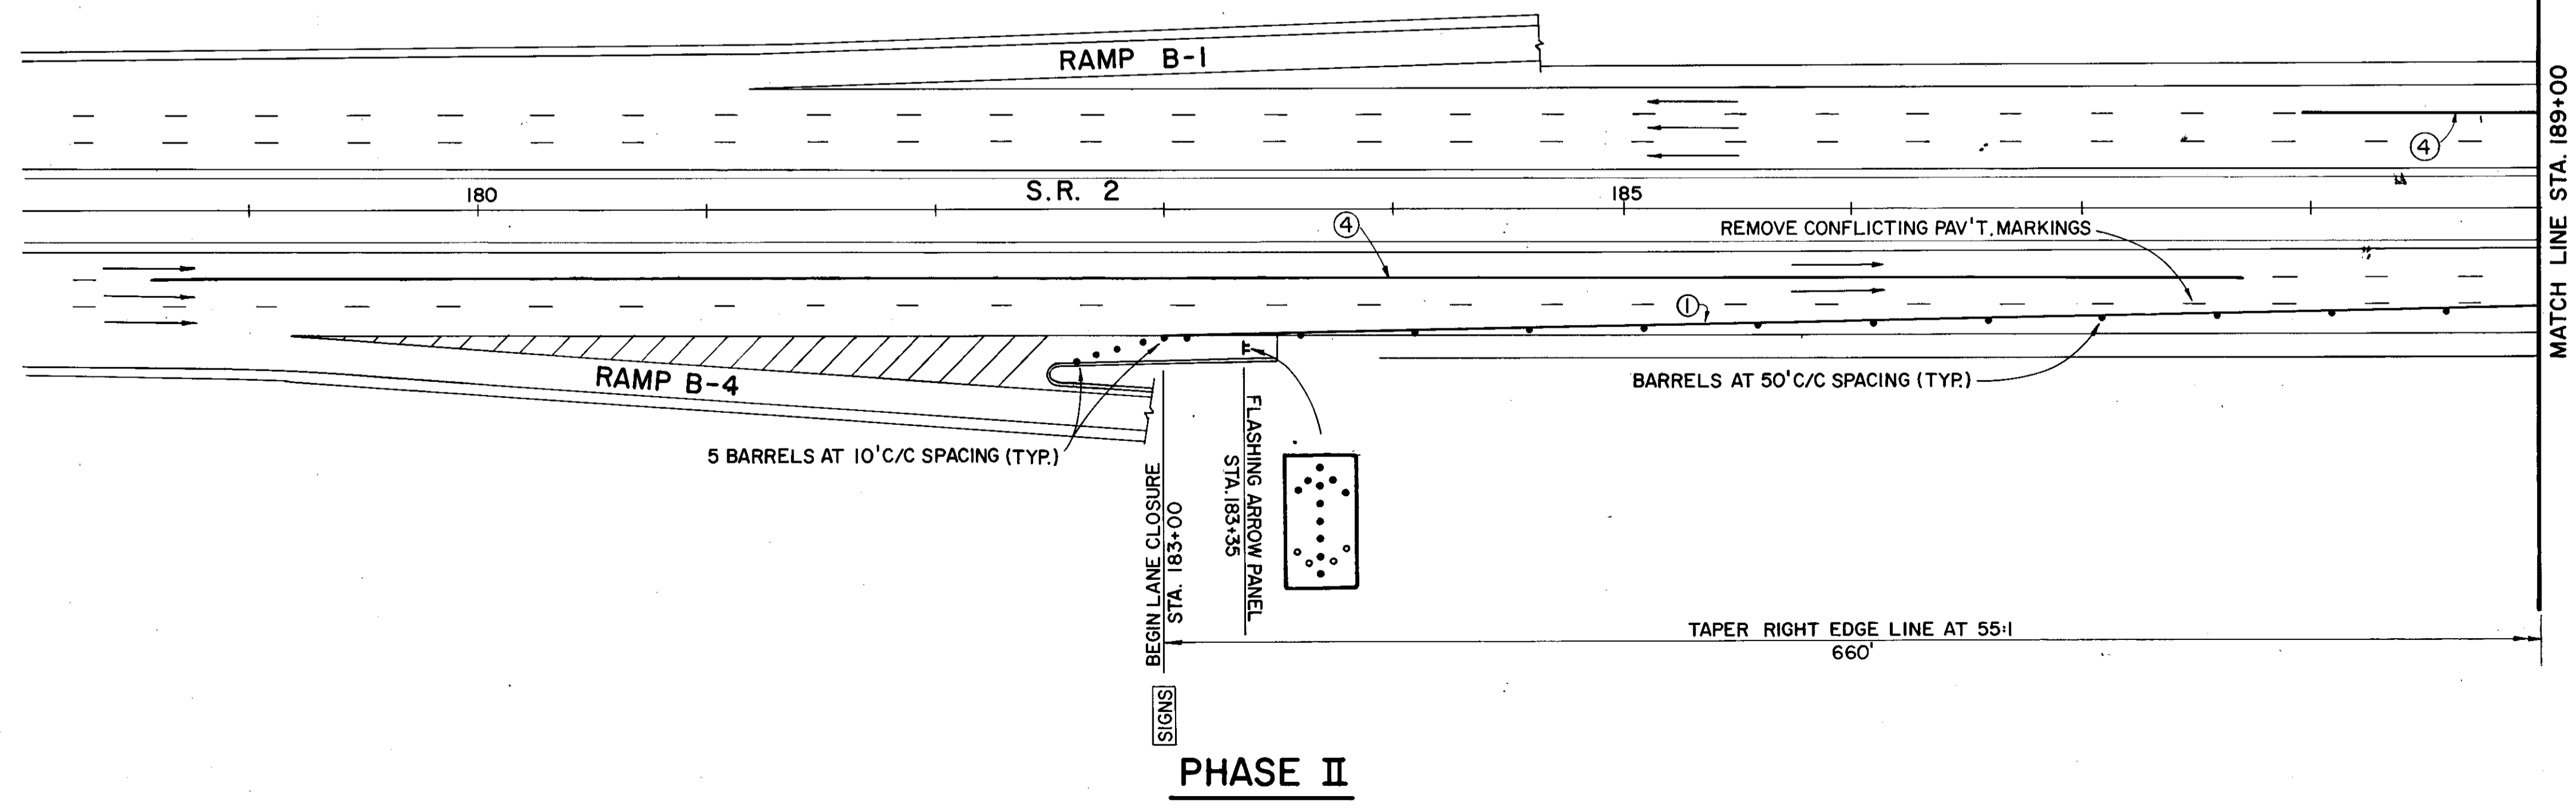 RAMP B-1
MATCH LINE STA. 189+00
④
180
S.R. 2
185
④
REMOVE CONFLICTING PAV'T. MARKINGS
①
RAMP B-4
BARRELS AT 50' C/C SPACING (TYP.)
5 BARRELS AT 10' C/C SPACING (TYP.)
BEGIN LANE CLOSURE
STA. 183+00
FLASHING ARROW PANEL
STA. 183+35
TAPER RIGHT EDGE LINE AT 55:1
660'
SIGNS
PHASE II